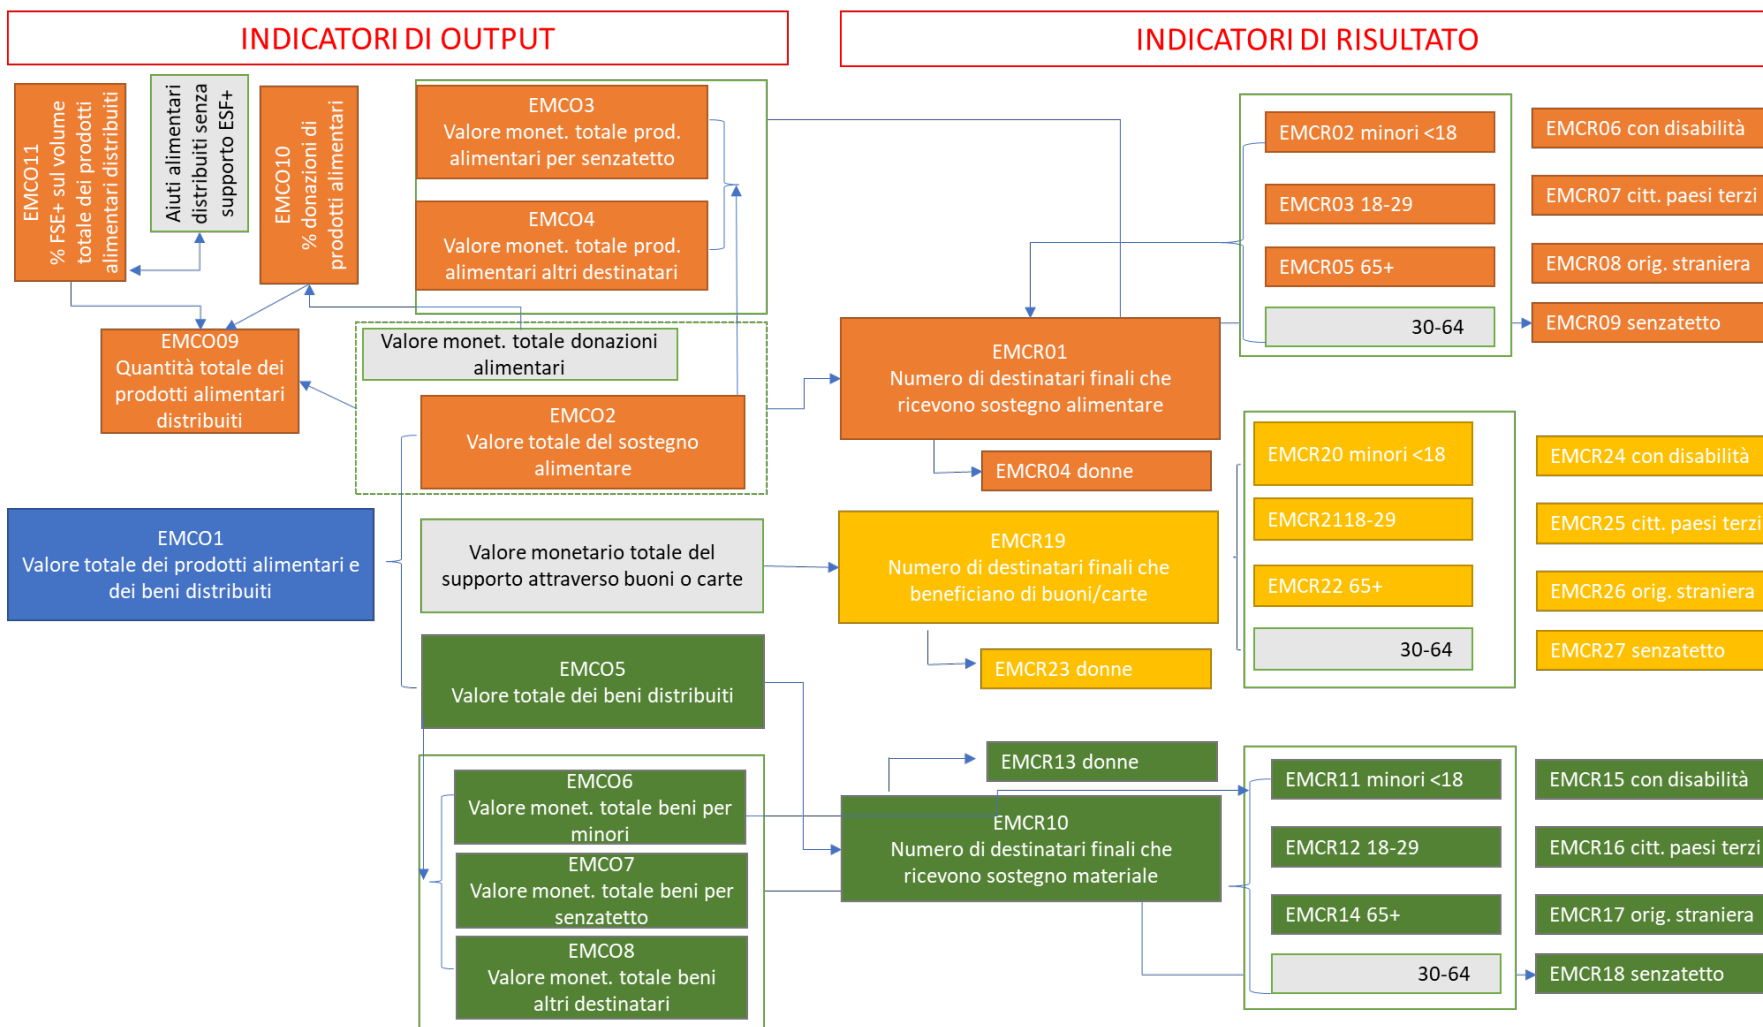 INDICATORI DI OUTPUT
INDICATORI DI RISULTATO
EMCO11
% FSE+ sul volume
totale dei prodotti
alimentari distribuiti
Aiuti alimentari
distribuiti senza
supporto ESF+
EMCO10
% donazioni di
prodotti alimentari
EMCO3
Valore monet. totale prod.
alimentari per senzatetto
EMCO4
Valore monet. totale prod.
alimentari altri destinatari
EMCO09
Quantità totale dei
prodotti alimentari
distribuiti
Valore monet. totale donazioni
alimentari
EMCO2
Valore totale del sostegno
alimentare
EMCO1
Valore totale dei prodotti alimentari e
dei beni distribuiti
Valore monetario totale del
supporto attraverso buoni o carte
EMCO5
Valore totale dei beni distribuiti
EMCO6
Valore monet. totale beni per
minori
EMCO7
Valore monet. totale beni per
senzatetto
EMCO8
Valore monet. totale beni
altri destinatari
EMCR01
Numero di destinatari finali che
ricevono sostegno alimentare
EMCR04 donne
EMCR02 minori <18
EMCR03 18-29
EMCR05 65+
30-64
EMCR06 con disabilità
EMCR07 citt. paesi terzi
EMCR08 orig. straniera
EMCR09 senzatetto
EMCR19
Numero di destinatari finali che
beneficiano di buoni/carte
EMCR23 donne
EMCR20 minori <18
EMCR2118-29
EMCR22 65+
30-64
EMCR24 con disabilità
EMCR25 citt. paesi terzi
EMCR26 orig. straniera
EMCR27 senzatetto
EMCR13 donne
EMCR10
Numero di destinatari finali che
ricevono sostegno materiale
EMCR11 minori <18
EMCR12 18-29
EMCR14 65+
30-64
EMCR15 con disabilità
EMCR16 citt. paesi terzi
EMCR17 orig. straniera
EMCR18 senzatetto